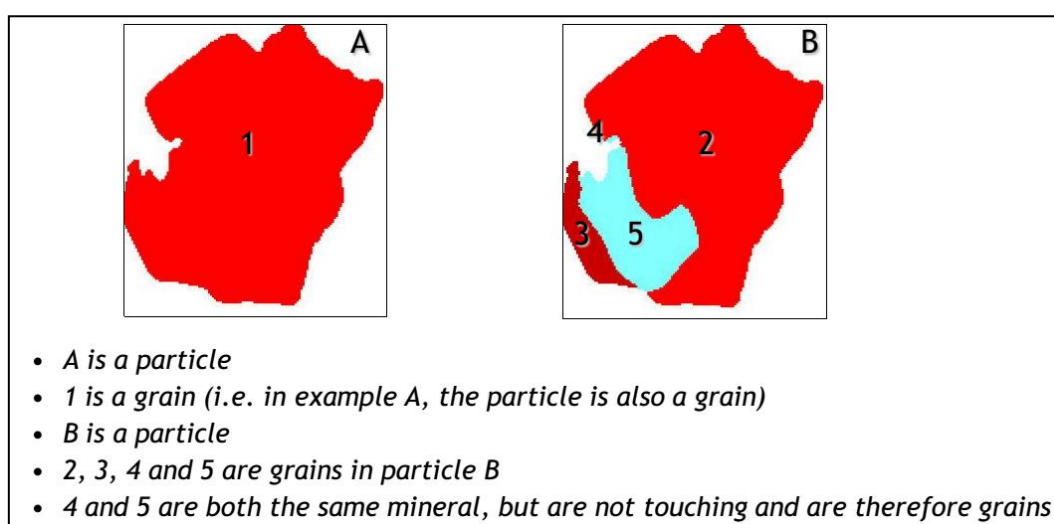 A
B
1
2
4
3
5
• A is a particle
• 1 is a grain (i.e. in example A, the particle is also a grain)
• B is a particle
• 2, 3, 4 and 5 are grains in particle B
• 4 and 5 are both the same mineral, but are not touching and are therefore grains